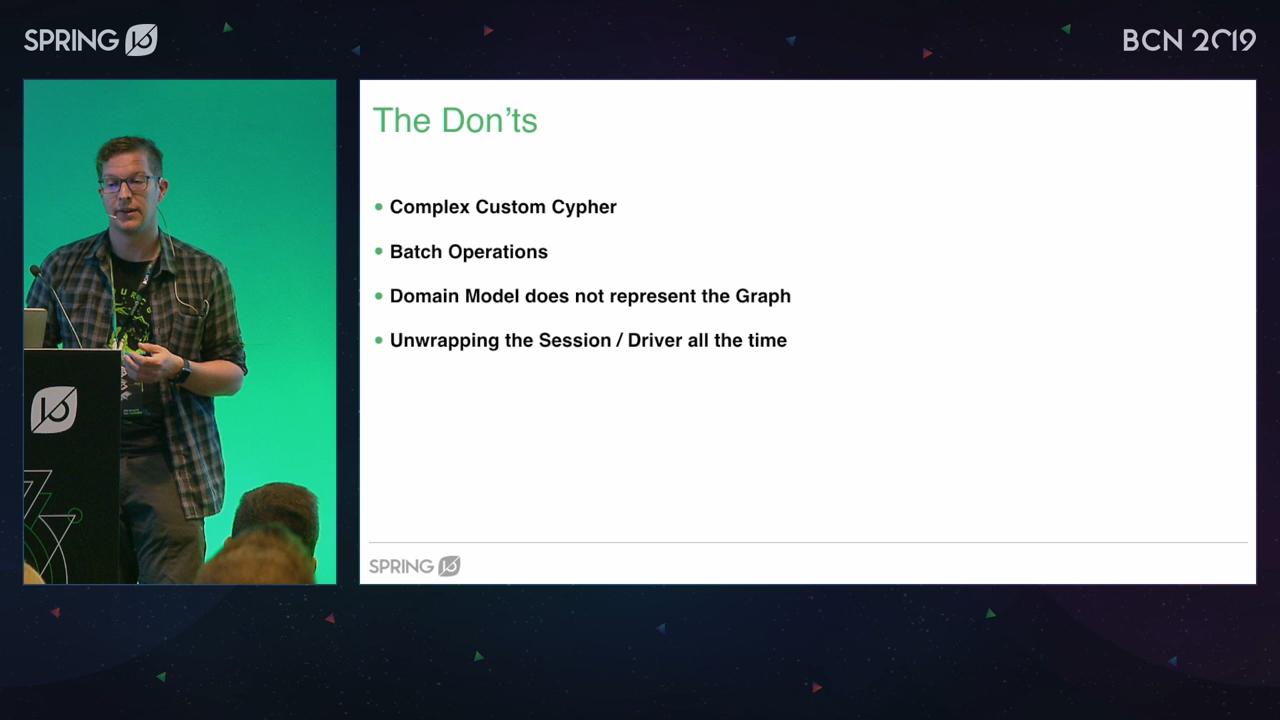 SPRING
BCN 2019
The Don'ts
• Complex Custom Cypher
• Batch Operations
• Domain Model does not represent the Graph
• Unwrapping the Session / Driver all the time
SPRING